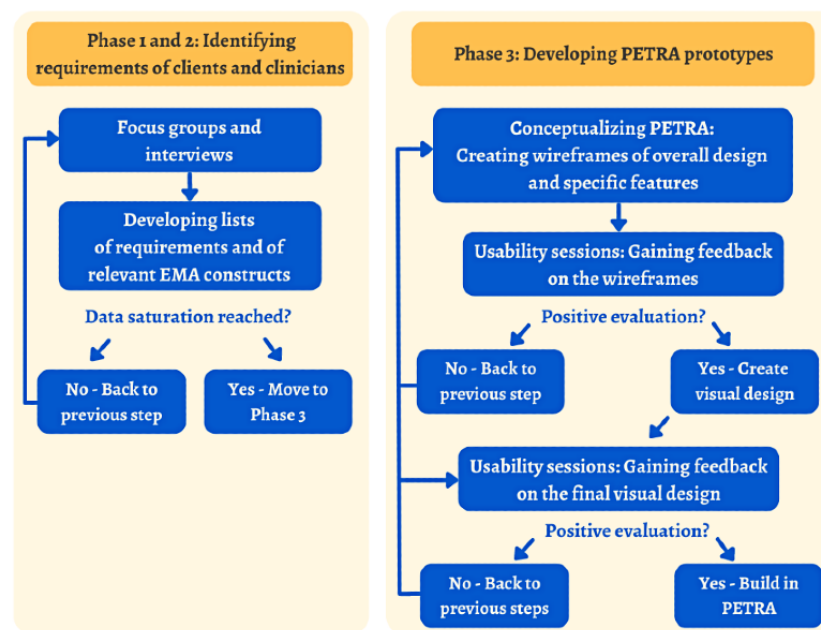 Phase 1 and 2: Identifying
requirements of clients and clinicians
Focus groups and
interviews
Developing lists
of requirements and of
relevant EMA constructs
Data saturation reached?
No - Back to
previous step
Yes - Move to
Phase 3
Phase 3: Developing PETRA prototypes
Conceptualizing PETRA:
Creating wireframes of overall design
and specific features
Usability sessions: Gaining feedback
on the wireframes
Positive evaluation?
No - Back to
previous step
Yes - Create
visual design
Usability sessions: Gaining feedback
on the final visual design
Positive evaluation?
No - Back to
previous steps
Yes - Build in
PETRA